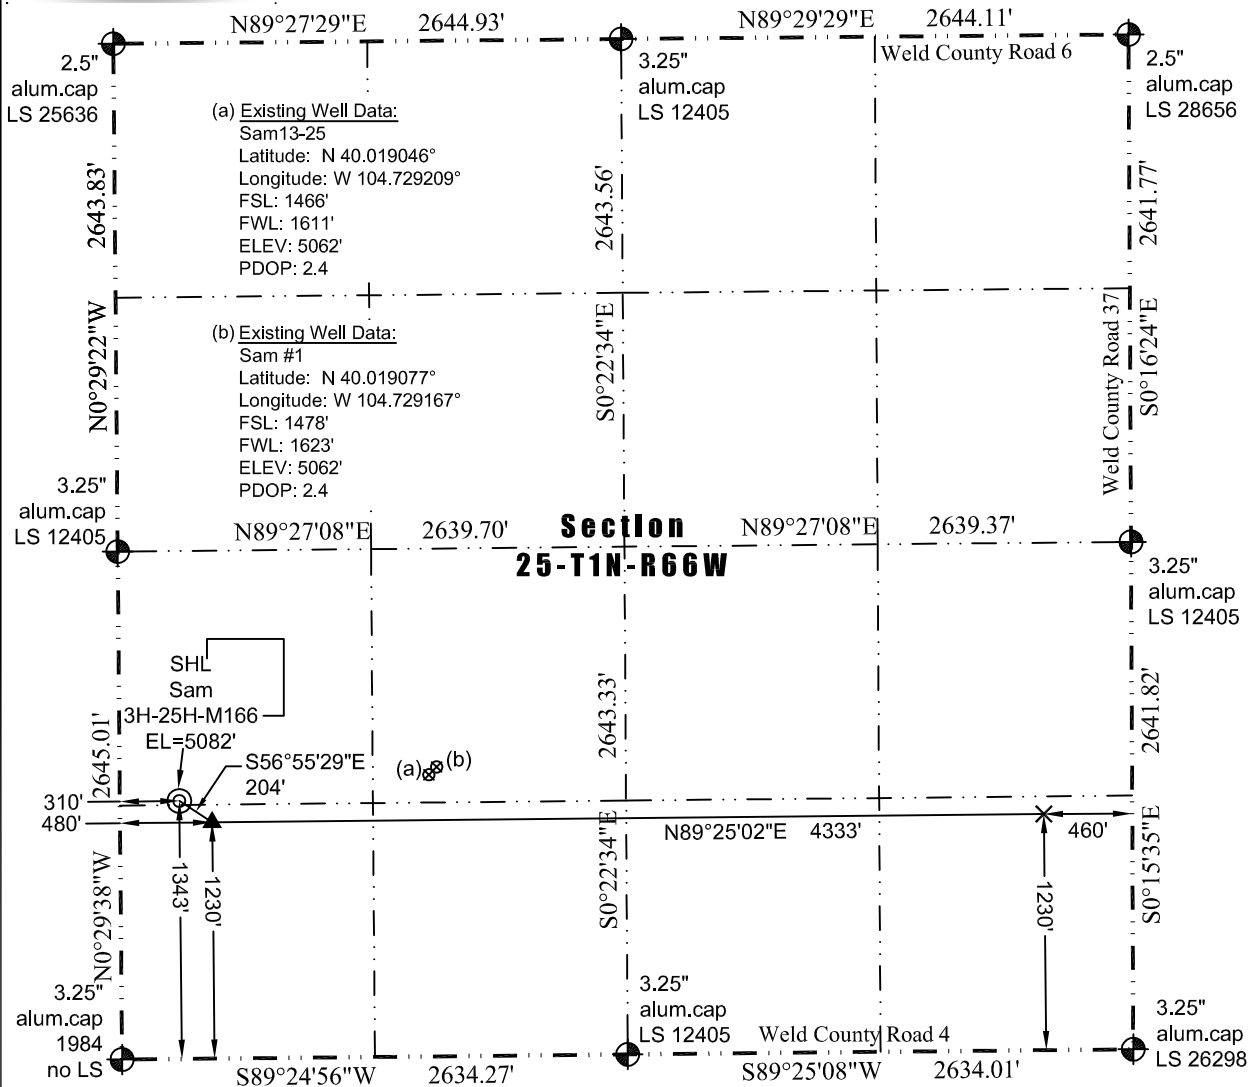 N89°27'29"E 2644.93'
N89°29'29"E 2644.11'
Weld County Road 6
2.5"
alum.cap
LS 25636
3.25"
alum.cap
LS 12405
2.5"
alum.cap
LS 28656
(a) Existing Well Data:
Sam13-25
Latitude: N 40.019046°
Longitude: W 104.729209°
FSL: 1466'
FWL: 1611'
ELEV: 5062'
PDOP: 2.4
2643.83'
2643.56'
2641.77'
N0°29'22"W
S0°22'34"E
Weld County Road 37
S0°16'24"E
(b) Existing Well Data:
Sam #1
Latitude: N 40.019077°
Longitude: W 104.729167°
FSL: 1478'
FWL: 1623'
ELEV: 5062'
PDOP: 2.4
3.25"
alum.cap
LS 12405
N89°27'08"E 2639.70'
Section
25-T1N-R66W
N89°27'08"E 2639.37'
3.25"
alum.cap
LS 12405
SHL
Sam
3H-25H-M166
EL=5082'
2645.01'
S56°55'29"E
204'
(a)
(b)
2643.33'
2641.82'
310'
480'
N89°25'02"E 4333'
460'
N0°29'38"W
1343'
1230'
S0°22'34"E
1230'
S0°15'35"E
3.25"
alum.cap
1984
no LS
3.25"
alum.cap
LS 12405
Weld County Road 4
3.25"
alum.cap
LS 26298
S89°24'56"W 2634.27'
S89°25'08"W 2634.01'